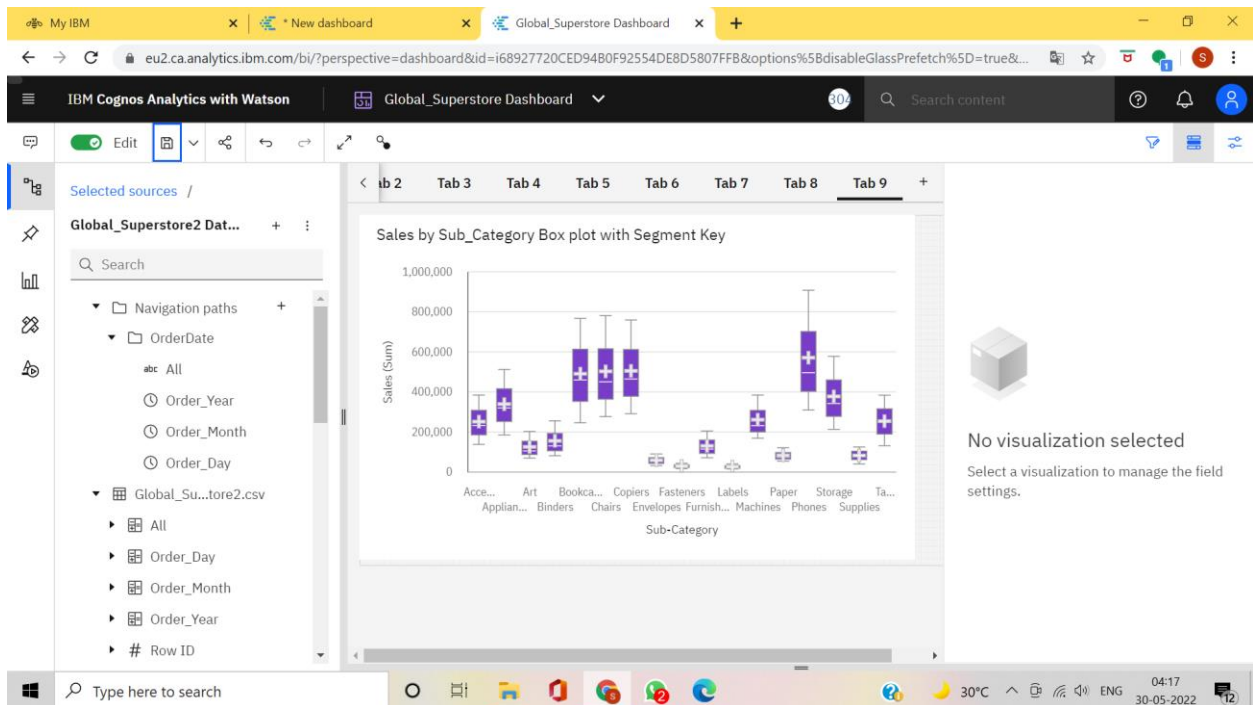 My IBM
* New dashboard
Global_Superstore Dashboard
eu2.ca.analytics.ibm.com/bi/?perspective=dashboard&id=i68927720CED94B0F92554DE8D5807FFB&options%5BdisableGlassPrefetch%5D=true&...
1
S
IBM Cognos Analytics with Watson
Global_Superstore Dashboard
304
Search content
Edit
Selected sources /
Global_Superstore2 Dat...
Search
Navigation paths
OrderDate
abc All
Order_Year
Order_Month
Order_Day
Global_Su...tore2.csv
All
Order_Day
Order_Month
Order_Year
# Row ID
ab 2 Tab 3 Tab 4 Tab 5 Tab 6 Tab 7 Tab 8 Tab 9 +
Sales by Sub_Category Box plot with Segment Key
1,000,000
800,000
600,000
400,000
200,000
0
Sales (Sum)
Acce... Art Bookca... Copiers Fasteners Labels Paper Storage Ta...
Applian... Binders Chairs Envelopes Furnish... Machines Phones Supplies
Sub-Category
No visualization selected
Select a visualization to manage the field
settings.
Type here to search
2
30°C
ENG
04:17
30-05-2022
12